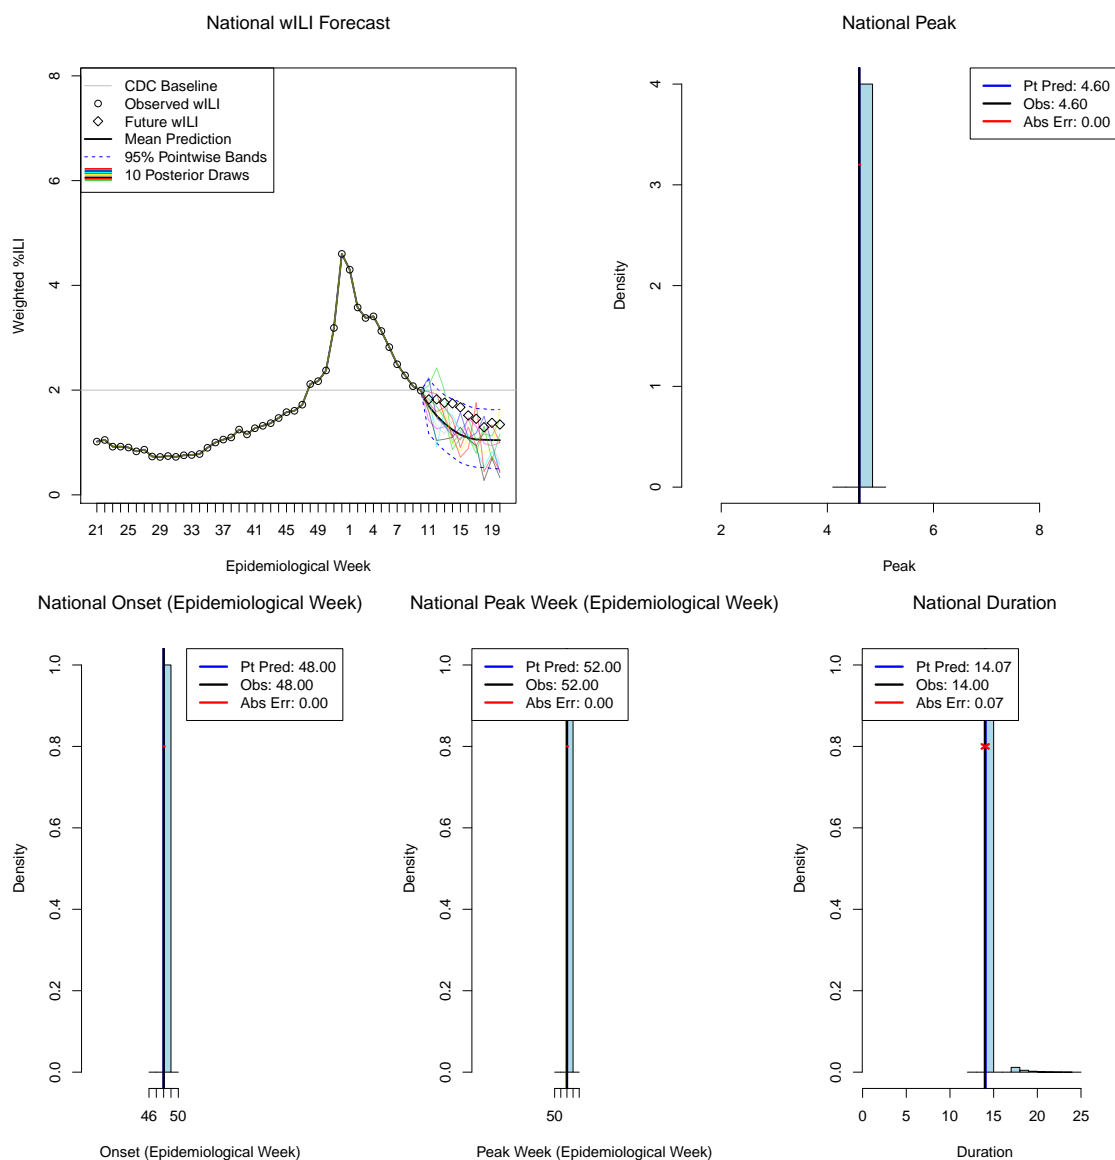 National wILI Forecast
CDC Baseline
Observed wILI
Future wILI
Mean Prediction
95% Pointwise Bands
10 Posterior Draws
Weighted %ILI
0
2
4
6
8
21 25 29 33 37 41 45 49 1 4 7 11 15 19
Epidemiological Week
National Peak
Pt Pred: 4.60
Obs: 4.60
Abs Err: 0.00
Density
0
1
2
3
4
2 4 6 8
Peak
National Onset (Epidemiological Week)
Pt Pred: 48.00
Obs: 48.00
Abs Err: 0.00
Density
0.0
0.2
0.4
0.6
0.8
1.0
46 50
Onset (Epidemiological Week)
National Peak Week (Epidemiological Week)
Pt Pred: 52.00
Obs: 52.00
Abs Err: 0.00
Density
0.0
0.2
0.4
0.6
0.8
1.0
50
Peak Week (Epidemiological Week)
National Duration
Pt Pred: 14.07
Obs: 14.00
Abs Err: 0.07
Density
0.0
0.2
0.4
0.6
0.8
1.0
0 5 10 15 20 25
Duration